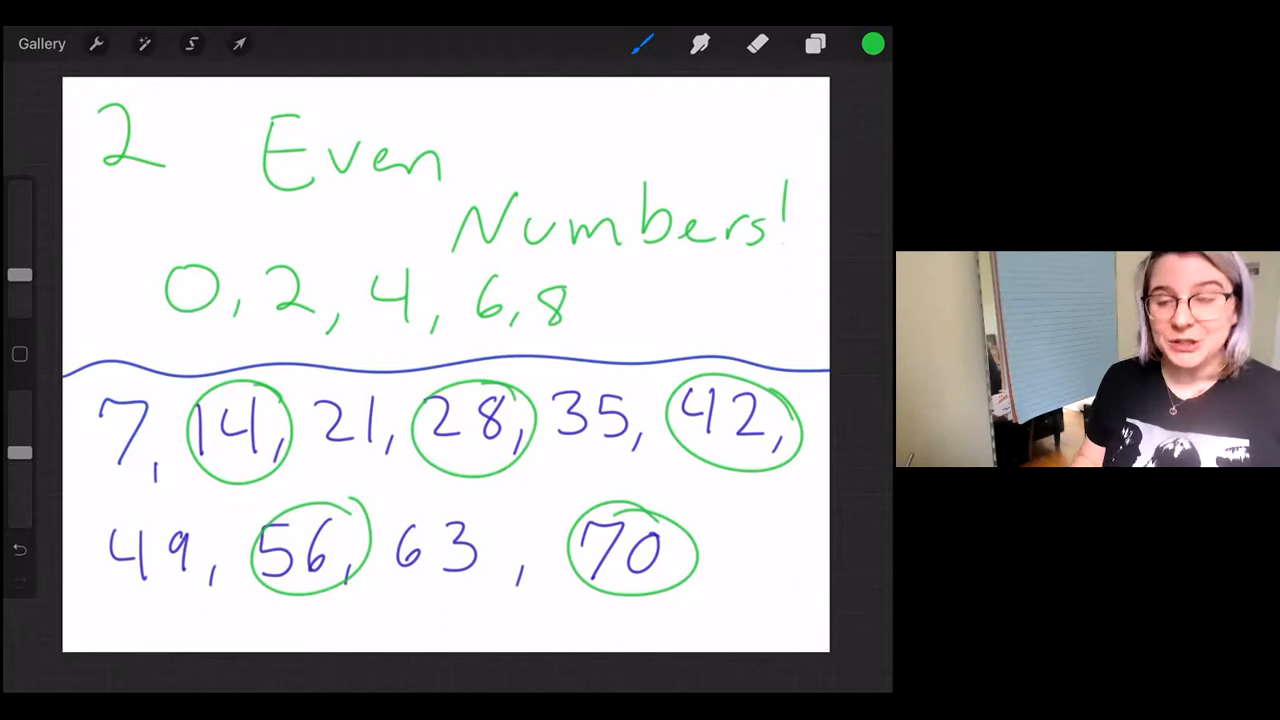 Gallery
2 Even
Numbers!
0, 2, 4, 6, 8
7, 14, 21, 28, 35, 42,
49, 56, 63, 70